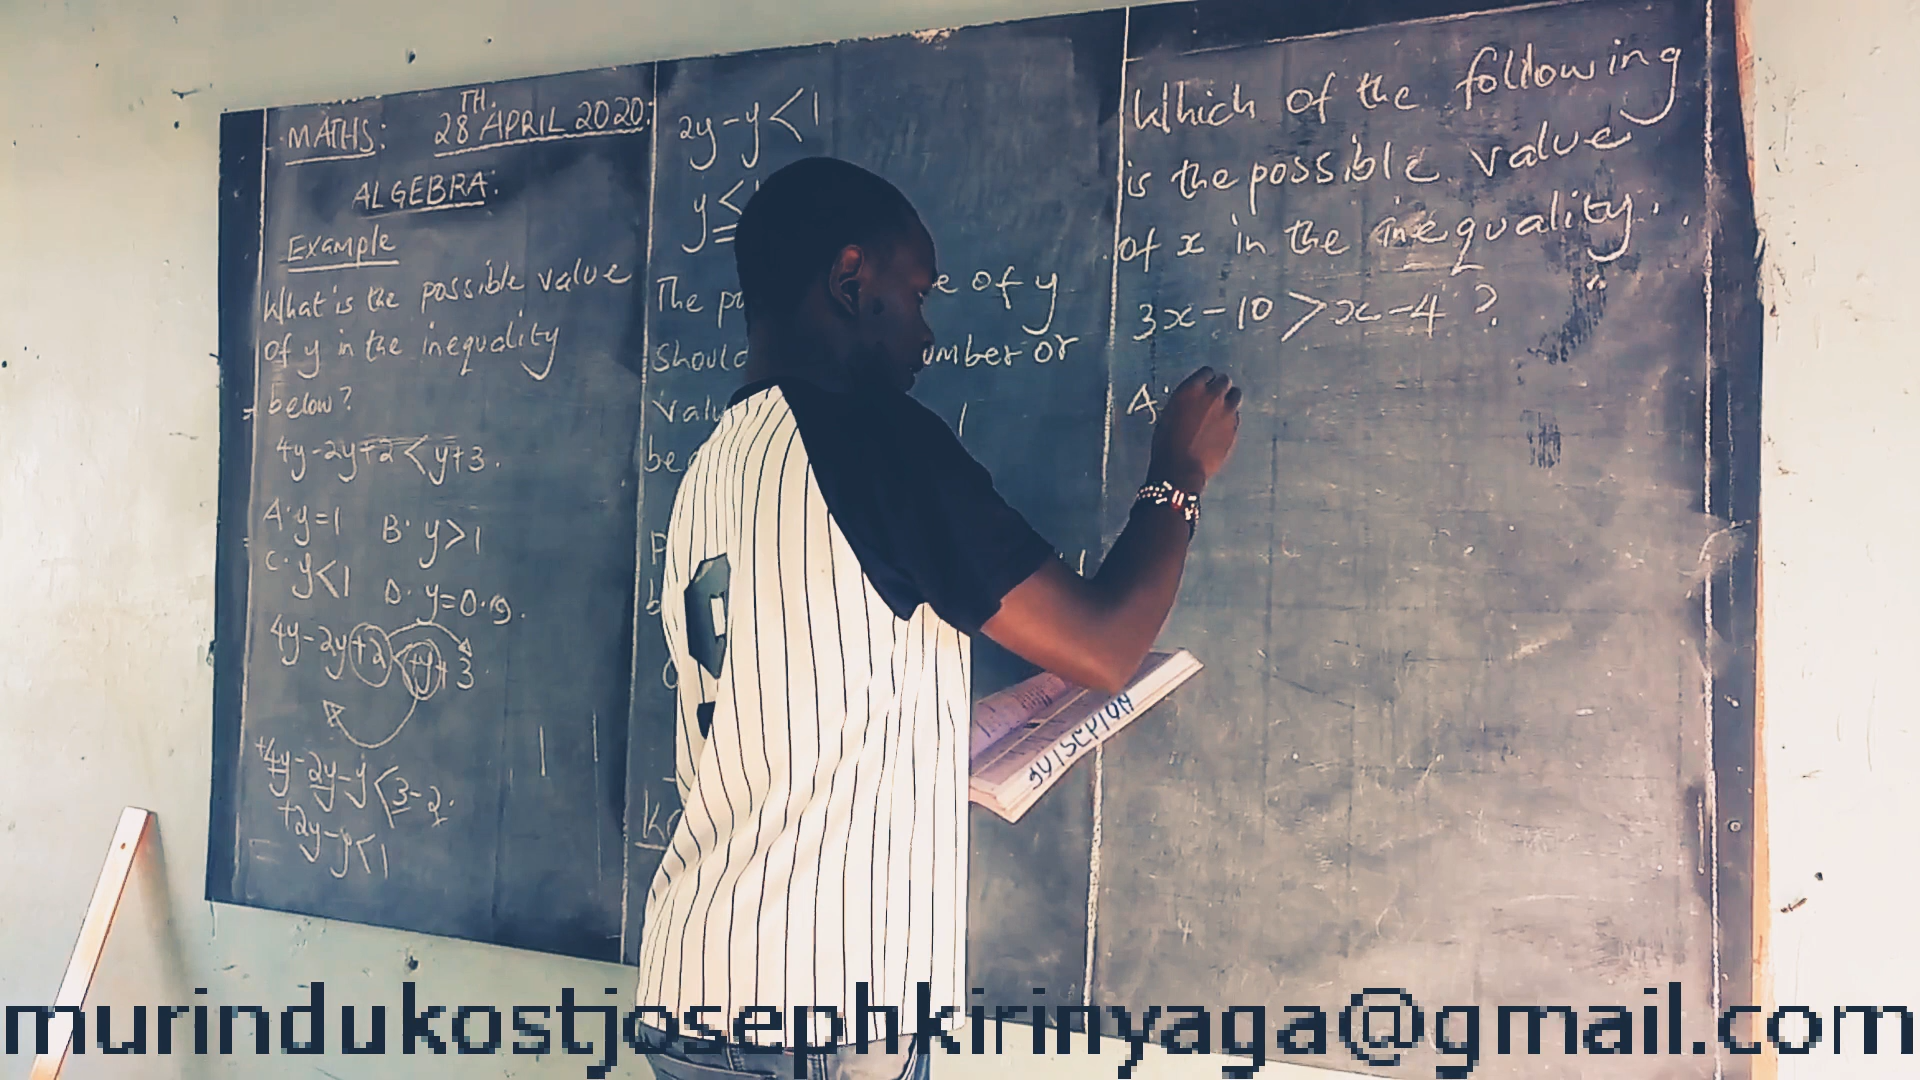 MATHS: 28TH. APRIL 2020:
ALGEBRA:
Example
What is the possible value
of y in the inequality
below?
4y-2y+2<y+3.
A. y=1 B. y>1
C. y<1 D. y=0.9.
4y-2y+2<+y+3
+4y-2y-y<3-2.
+2y-y<1
2y-y<1
y<1
The of y
should number or
be
Which of the following
is the possible value
of x in the inequality..
3x-10>x-4?
A.
murindukostjosephkirinyaga@gmail.com